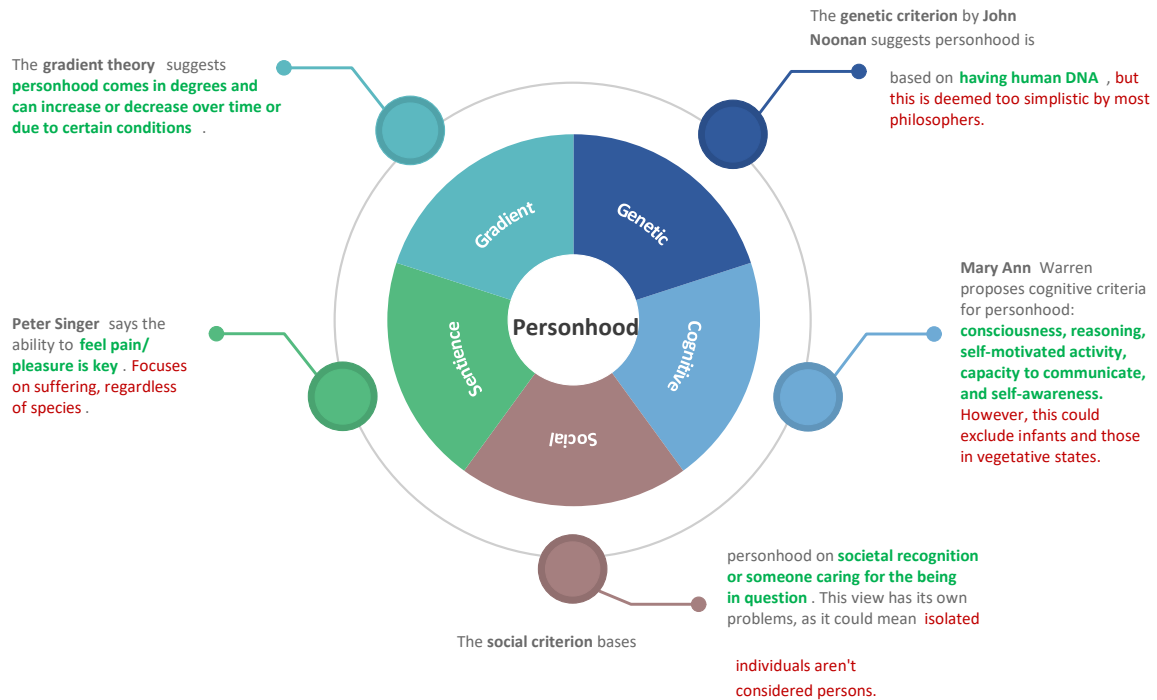 The genetic criterion by John
Noonan suggests personhood is
based on having human DNA , but
this is deemed too simplistic by most
philosophers.
The gradient theory suggests
personhood comes in degrees and
can increase or decrease over time or
due to certain conditions .
Gradient
Genetic
Mary Ann Warren
proposes cognitive criteria
for personhood:
consciousness, reasoning,
self-motivated activity,
capacity to communicate,
and self-awareness.
However, this could
exclude infants and those
in vegetative states.
Peter Singer says the
ability to feel pain/
pleasure is key . Focuses
on suffering, regardless
of species .
Personhood
Sentience
Cognitive
Social
The social criterion bases
personhood on societal recognition
or someone caring for the being
in question . This view has its own
problems, as it could mean isolated
individuals aren't
considered persons.